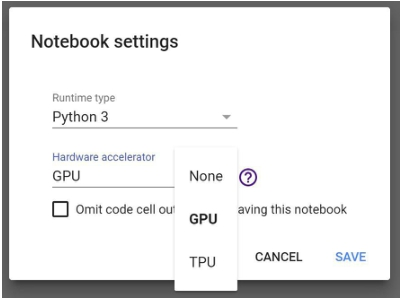 Notebook settings
Runtime type
Python 3
Hardware accelerator
GPU
None
GPU
TPU
Omit code cell ou aving this notebook
CANCEL SAVE